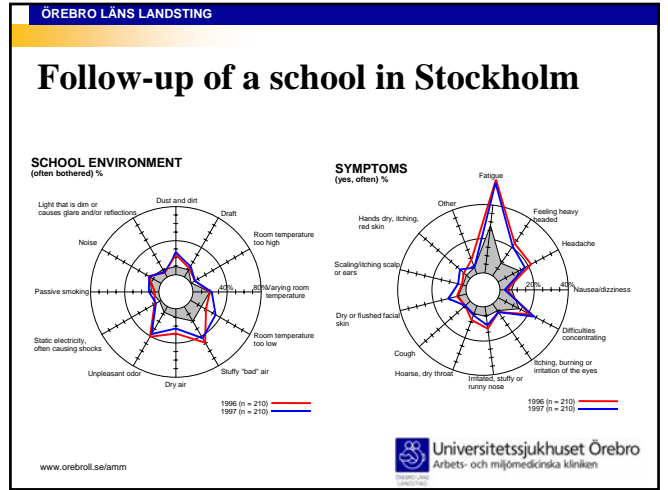 ÖREBRO LÄNS LANDSTING
Follow-up of a school in Stockholm
SCHOOL ENVIRONMENT
(often bothered) %
Dust and dirt
Draft
Room temperature
too high
40%
80%
Varying room
temperature
Room temperature
too low
Stuffy "bad" air
Dry air
Unpleasant odor
Static electricity,
often causing shocks
Passive smoking
Noise
Light that is dim or
causes glare and/or reflections
1996 (n = 210)
1997 (n = 210)
SYMPTOMS
(yes, often) %
Fatigue
Feeling heavy
headed
Headache
20%
40%
Nausea/dizziness
Difficulties
concentrating
Itching, burning or
irritation of the eyes
Irritated, stuffy or
runny nose
Hoarse, dry throat
Cough
Dry or flushed facial
skin
Scaling/itching scalp
or ears
Hands dry, itching,
red skin
Other
1996 (n = 210)
1997 (n = 210)
www.orebroll.se/amm
ÖREBRO LÄNS
LANDSTING
Universitetssjukhuset Örebro
Arbets- och miljömedicinska kliniken